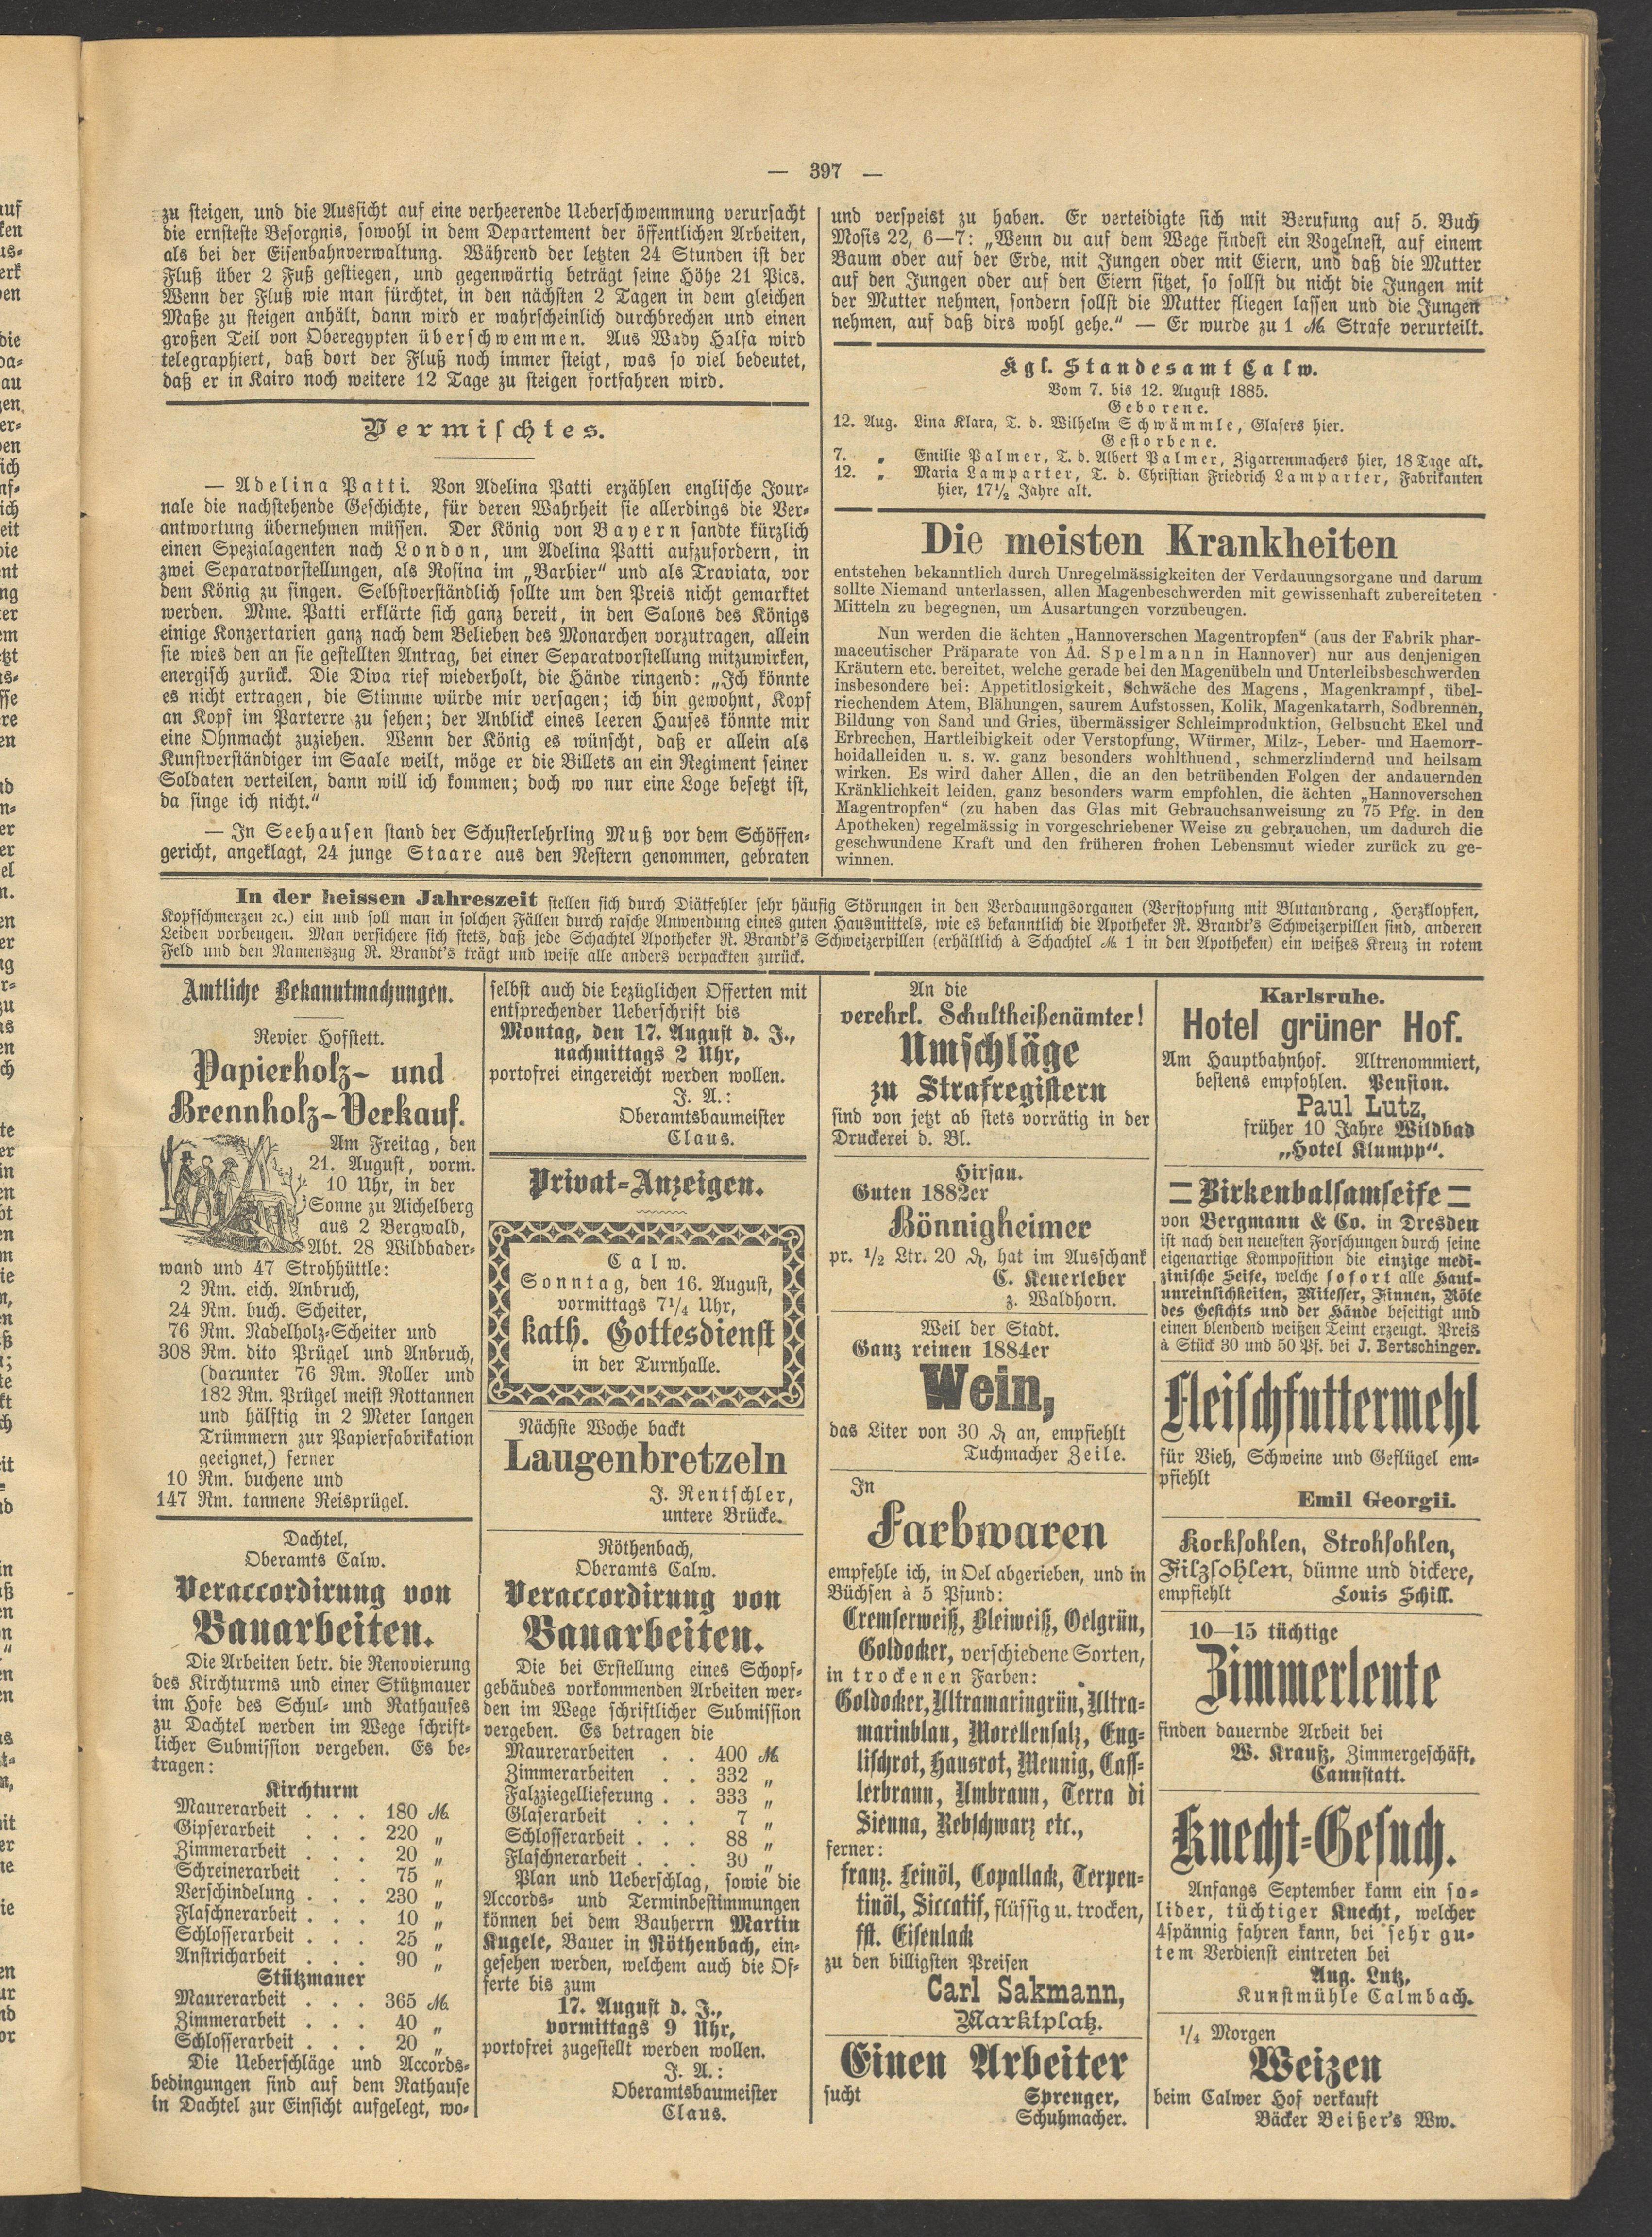 — 397 —
zu steigen, und die Aussicht auf eine verheerende Ueberschwemmung verursacht
die ernsteste Besorgnis, sowohl in dem Departement der öffentlichen Arbeiten,
als bei der Eisenbahnverwaltung. Während der letzten 24 Stunden ist der
Fluß über 2 Fuß gestiegen, und gegenwärtig beträgt seine Höhe 21 Pics.
Wenn der Fluß wie man fürchtet, in den nächsten 2 Tagen in dem gleichen
Maße zu steigen anhält, dann wird er wahrscheinlich durchbrechen und einen
großen Teil von Oberegypten überschwemmen. Aus Wady Halfa wird
telegraphiert, daß dort der Fluß noch immer steigt, was so viel bedeutet,
daß er in Kairo noch weitere 12 Tage zu steigen fortfahren wird.
Vermischtes.
— Adelina Patti. Von Adelina Patti erzählen englische Jour-
nale die nachstehende Geschichte, für deren Wahrheit sie allerdings die Ver-
antwortung übernehmen müssen. Der König von Bayern sandte kürzlich
einen Spezialagenten nach London, um Adelina Patti aufzufordern, in
zwei Separatvorstellungen, als Rosina im „Barbier“ und als Traviata, vor
dem König zu singen. Selbstverständlich sollte um den Preis nicht gemarktet
werden. Mme. Patti erklärte sich ganz bereit, in den Salons des Königs
einige Konzertarien ganz nach dem Belieben des Monarchen vorzutragen, allein
sie wies den an sie gestellten Antrag, bei einer Separatvorstellung mitzuwirken,
energisch zurück. Die Diva rief wiederholt, die Hände ringend: „Ich könnte
es nicht ertragen, die Stimme würde mir versagen; ich bin gewohnt, Kopf
an Kopf im Parterre zu sehen; der Anblick eines leeren Hauses könnte mir
eine Ohnmacht zuziehen. Wenn der König es wünscht, daß er allein als
Kunstverständiger im Saale weilt, möge er die Billets an ein Regiment seiner
Soldaten verteilen, dann will ich kommen; doch wo nur eine Loge besetzt ist,
da singe ich nicht.“
— In Seehausen stand der Schusterlehrling Muß vor dem Schöffen-
gericht, angeklagt, 24 junge Staare aus den Nestern genommen, gebraten
und verspeist zu haben. Er verteidigte sich mit Berufung auf 5. Buch
Mosis 22, 6—7: „Wenn du auf dem Wege findest ein Vogelnest, auf einem
Baum oder auf der Erde, mit Jungen oder mit Eiern, und daß die Mutter
auf den Jungen oder auf den Eiern sitzet, so sollst du nicht die Jungen mit
der Mutter nehmen, sondern sollst die Mutter fliegen lassen und die Jungen
nehmen, auf daß dirs wohl gehe.“ — Er wurde zu 1 M. Strafe verurteilt.
Kgl. Standesamt Calw.
Vom 7. bis 12. August 1885.
Geborene.
12. Aug. Lina Klara, T. d. Wilhelm Schwämmle, Glasers hier.
Gestorbene.
7. „ Emilie Palmer, T. d. Albert Palmer, Zigarrenmachers hier, 18 Tage alt.
12. „ Maria Lamparter, T. d. Christian Friedrich Lamparter, Fabrikanten
hier, 17½ Jahre alt.
Die meisten Krankheiten
entstehen bekanntlich durch Unregelmässigkeiten der Verdauungsorgane und darum
sollte Niemand unterlassen, allen Magenbeschwerden mit gewissenhaft zubereiteten
Mitteln zu begegnen, um Ausartungen vorzubeugen.
Nun werden die ächten „Hannoverschen Magentropfen“ (aus der Fabrik phar-
maceutischer Präparate von Ad. Spelmann in Hannover) nur aus denjenigen
Kräutern etc. bereitet, welche gerade bei den Magenübeln und Unterleibsbeschwerden
insbesondere bei: Appetitlosigkeit, Schwäche des Magens, Magenkrampf, übel-
riechendem Atem, Blähungen, saurem Aufstossen, Kolik, Magenkatarrh, Sodbrennen,
Bildung von Sand und Gries, übermässiger Schleimproduktion, Gelbsucht Ekel und
Erbrechen, Hartleibigkeit oder Verstopfung, Würmer, Milz-, Leber- und Haemorr-
hoidalleiden u. s. w. ganz besonders wohlthuend, schmerzlindernd und heilsam
wirken. Es wird daher Allen, die an den betrübenden Folgen der andauernden
Kränklichkeit leiden, ganz besonders warm empfohlen, die ächten „Hannoverschen
Magentropfen“ (zu haben das Glas mit Gebrauchsanweisung zu 75 Pfg. in den
Apotheken) regelmässig in vorgeschriebener Weise zu gebrauchen, um dadurch die
geschwundene Kraft und den früheren frohen Lebensmut wieder zurück zu ge-
winnen.
In der heissen Jahreszeit stellen sich durch Diätfehler sehr häufig Störungen in den Verdauungsorganen (Verstopfung mit Blutandrang, Herzklopfen,
Kopfschmerzen ꝛc.) ein und soll man in solchen Fällen durch rasche Anwendung eines guten Hausmittels, wie es bekanntlich die Apotheker R. Brandt's Schweizerpillen sind, anderen
Leiden vorbeugen. Man versichere sich stets, daß jede Schachtel Apotheker R. Brandt's Schweizerpillen (erhältlich à Schachtel M. 1 in den Apotheken) ein weißes Kreuz in rotem
Feld und den Namenszug R. Brandt's trägt und weise alle anders verpackten zurück.
Amtliche Bekanntmachungen.
Revier Hofstett.
Papierholz- und
Brennholz-Verkauf.
Am Freitag, den
21. August, vorm.
10 Uhr, in der
Sonne zu Aichelberg
aus 2 Bergwald,
Abt. 28 Wildbader-
wand und 47 Strohhüttle:
2 Rm. eich. Anbruch,
24 Rm. buch. Scheiter,
76 Rm. Nadelholz-Scheiter und
308 Rm. dito Prügel und Anbruch,
(darunter 76 Rm. Roller und
182 Rm. Prügel meist Rottannen
und hälftig in 2 Meter langen
Trümmern zur Papierfabrikation
geeignet,) ferner
10 Rm. buchene und
147 Rm. tannene Reisprügel.
Dachtel,
Oberamts Calw.
Veraccordirung von
Bauarbeiten.
Die Arbeiten betr. die Renovierung
des Kirchturms und einer Stützmauer
im Hofe des Schul- und Rathauses
zu Dachtel werden im Wege schrift-
licher Submission vergeben. Es be-
tragen:
Kirchturm
Maurerarbeit . . . 180 M.
Gipserarbeit . . . 220 „
Zimmerarbeit . . . 20 „
Schreinerarbeit . . 75 „
Verschindelung . . . 230 „
Flaschnerarbeit . . . 10 „
Schlosserarbeit . . . 25 „
Anstricharbeit . . . 90 „
Stützmauer
Maurerarbeit . . . 365 M.
Zimmerarbeit . . . 40 „
Schlosserarbeit . . . 20 „
Die Ueberschläge und Accords-
bedingungen sind auf dem Rathause
in Dachtel zur Einsicht aufgelegt, wo-
selbst auch die bezüglichen Offerten mit
entsprechender Ueberschrift bis
Montag, den 17. August d. J.,
nachmittags 2 Uhr,
portofrei eingereicht werden wollen.
J. A.:
Oberamtsbaumeister
Claus.
Privat-Anzeigen.
Calw.
Sonntag, den 16. August,
vormittags 7¼ Uhr,
kath. Gottesdienst
in der Turnhalle.
Nächste Woche backt
Laugenbretzeln
J. Rentschler,
untere Brücke.
Röthenbach,
Oberamts Calw.
Veraccordirung von
Bauarbeiten.
Die bei Erstellung eines Schopf-
gebäudes vorkommenden Arbeiten wer-
den im Wege schriftlicher Submission
vergeben. Es betragen die
Maurerarbeiten . . 400 M.
Zimmerarbeiten . . 332 „
Falzziegellieferung . . 333 „
Glaserarbeit . . . 7 „
Schlosserarbeit . . . 88 „
Flaschnerarbeit . . . 30 „
Plan und Ueberschlag, sowie die
Accords- und Terminbestimmungen
können bei dem Bauherrn Martin
Kugele, Bauer in Röthenbach, ein-
gesehen werden, welchem auch die Of-
ferte bis zum
17. August d. J.,
vormittags 9 Uhr,
portofrei zugestellt werden wollen.
J. A.:
Oberamtsbaumeister
Claus.
An die
verehrl. Schultheißenämter!
Umschläge
zu Strafregistern
sind von jetzt ab stets vorrätig in der
Druckerei d. Bl.
Hirsau.
Guten 1882er
Bönnigheimer
pr. ½ Ltr. 20 ₰, hat im Ausschank
C. Keuerleber
z. Waldhorn.
Weil der Stadt.
Ganz reinen 1884er
Wein,
das Liter von 30 ₰ an, empfiehlt
Tuchmacher Zeile.
In
Farbwaren
empfehle ich, in Oel abgerieben, und in
Büchsen à 5 Pfund:
Cremserweiß, Bleiweiß, Oelgrün,
Goldocker, verschiedene Sorten,
in trockenen Farben:
Goldocker, Ultramaringrün, Ultra-
marinblau, Morellensalz, Eng-
lischrot, Hausrot, Mennig, Cass-
lerbraun, Umbraun, Terra di
Sienna, Rebschwarz etc.,
ferner:
franz. Leinöl, Copallack, Terpen-
tinöl, Siccatif, flüssig u. trocken,
fst. Eisenlack
zu den billigsten Preisen
Carl Sakmann,
Marktplatz.
Einen Arbeiter
sucht Sprenger,
Schuhmacher.
Karlsruhe.
Hotel grüner Hof.
Am Hauptbahnhof. Altrenommiert,
bestens empfohlen. Pension.
Paul Lutz,
früher 10 Jahre Wildbad
„Hotel Klumpp“.
= Birkenbalsamseife =
von Bergmann & Co. in Dresden
ist nach den neuesten Forschungen durch seine
eigenartige Komposition die einzige medi-
zinische Seife, welche sofort alle Haut-
unreinlichkeiten, Mitesser, Finnen, Röte
des Gesichts und der Hände beseitigt und
einen blendend weißen Teint erzeugt. Preis
à Stück 30 und 50 Pf. bei J. Bertschinger.
Fleischfuttermehl
für Vieh, Schweine und Geflügel em-
pfiehlt
Emil Georgii.
Korksohlen, Strohsohlen,
Filzsohlen, dünne und dickere,
empfiehlt Louis Schill.
10—15 tüchtige
Zimmerleute
finden dauernde Arbeit bei
W. Krauß, Zimmergeschäft,
Cannstatt.
Knecht-Gesuch.
Anfangs September kann ein so-
lider, tüchtiger Knecht, welcher
4spännig fahren kann, bei sehr gu-
tem Verdienst eintreten bei
Aug. Lutz,
Kunstmühle Calmbach.
¼ Morgen
Weizen
beim Calwer Hof verkauft
Bäcker Beißer's Ww.